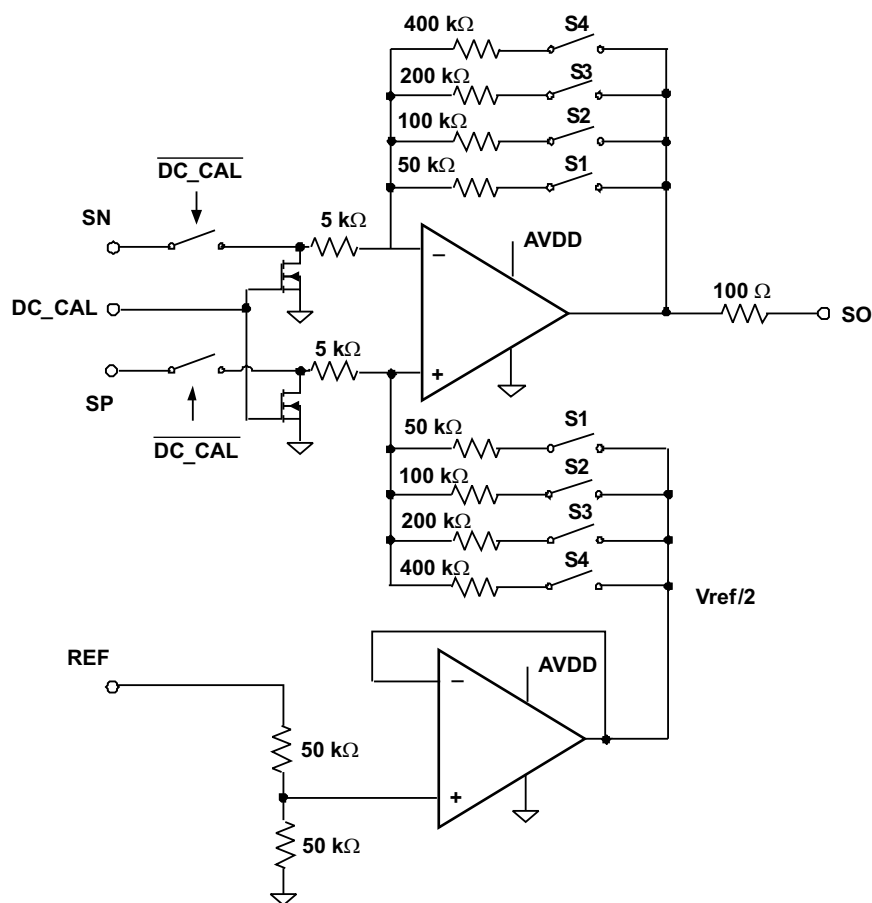 400 kΩ
S4
200 kΩ
S3
100 kΩ
S2
50 kΩ
S1
DC_CAL
SN
5 kΩ
AVDD
−
100 Ω
SO
DC_CAL
5 kΩ
+
SP
DC_CAL
50 kΩ
S1
100 kΩ
S2
200 kΩ
S3
400 kΩ
S4
Vref/2
REF
AVDD
−
50 kΩ
+
50 kΩ